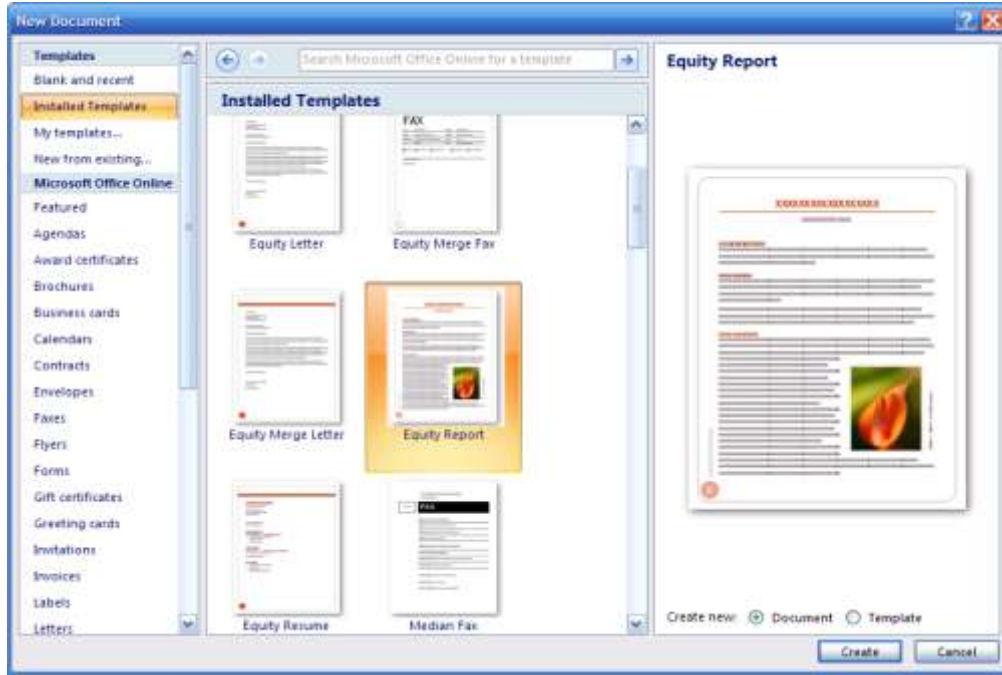 New Document
Templates
Blank and recent
Installed Templates
My templates...
New from existing...
Microsoft Office Online
Featured
Agendas
Award certificates
Brochures
Business cards
Calendars
Contracts
Envelopes
Faxes
Flyers
Forms
Gift certificates
Greeting cards
Invitations
Invoices
Labels
Letters
Search Microsoft Office Online for a template
Installed Templates
FAX
Equity Letter
Equity Merge Fax
Equity Merge Letter
Equity Report
FAX
Equity Resume
Median Fax
Equity Report
Create new:
Document
Template
Create
Cancel